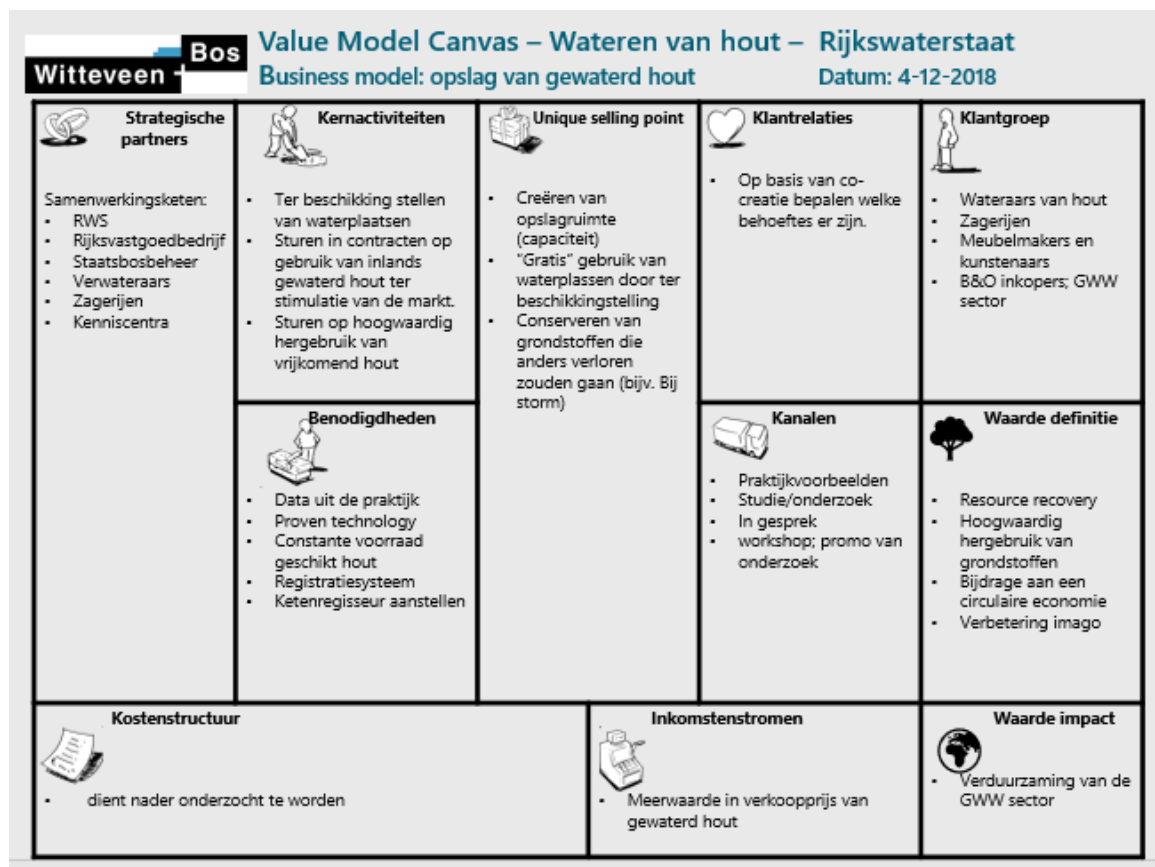 Witteveen + Bos
Value Model Canvas – Wateren van hout – Rijkswaterstaat
Business model: opslag van gewaterd hout Datum: 4-12-2018
Strategische
partners
Samenwerkingsketen:
▪ RWS
▪ Rijksvastgoedbedrijf
▪ Staatsbosbeheer
▪ Verwateraars
▪ Zagerijen
▪ Kenniscentra
Kernactiviteiten
▪ Ter beschikking stellen
van waterplaatsen
▪ Sturen in contracten op
gebruik van inlands
gewaterd hout ter
stimulatie van de markt.
▪ Sturen op hoogwaardig
hergebruik van
vrijkomend hout
Benodigdheden
▪ Data uit de praktijk
▪ Proven technology
▪ Constante voorraad
geschikt hout
▪ Registratiesysteem
▪ Ketenregisseur aanstellen
Unique selling point
▪ Creëren van
opslagruimte
(capaciteit)
▪ "Gratis" gebruik van
waterplassen door ter
beschikkingstelling
▪ Conserveren van
grondstoffen die
anders verloren
zouden gaan (bijv. Bij
storm)
Klantrelaties
▪ Op basis van co-
creatie bepalen welke
behoeftes er zijn.
Kanalen
▪ Praktijkvoorbeelden
▪ Studie/onderzoek
▪ In gesprek
▪ workshop; promo van
onderzoek
Klantgroep
▪ Wateraars van hout
▪ Zagerijen
▪ Meubelmakers en
kunstenaars
▪ B&O inkopers; GWW
sector
Waarde definitie
▪ Resource recovery
▪ Hoogwaardig
hergebruik van
grondstoffen
▪ Bijdrage aan een
circulaire economie
▪ Verbetering imago
Kostenstructuur
▪ dient nader onderzocht te worden
Inkomstenstromen
▪ Meerwaarde in verkoopprijs van
gewaterd hout
Waarde impact
▪ Verduurzaming van de
GWW sector